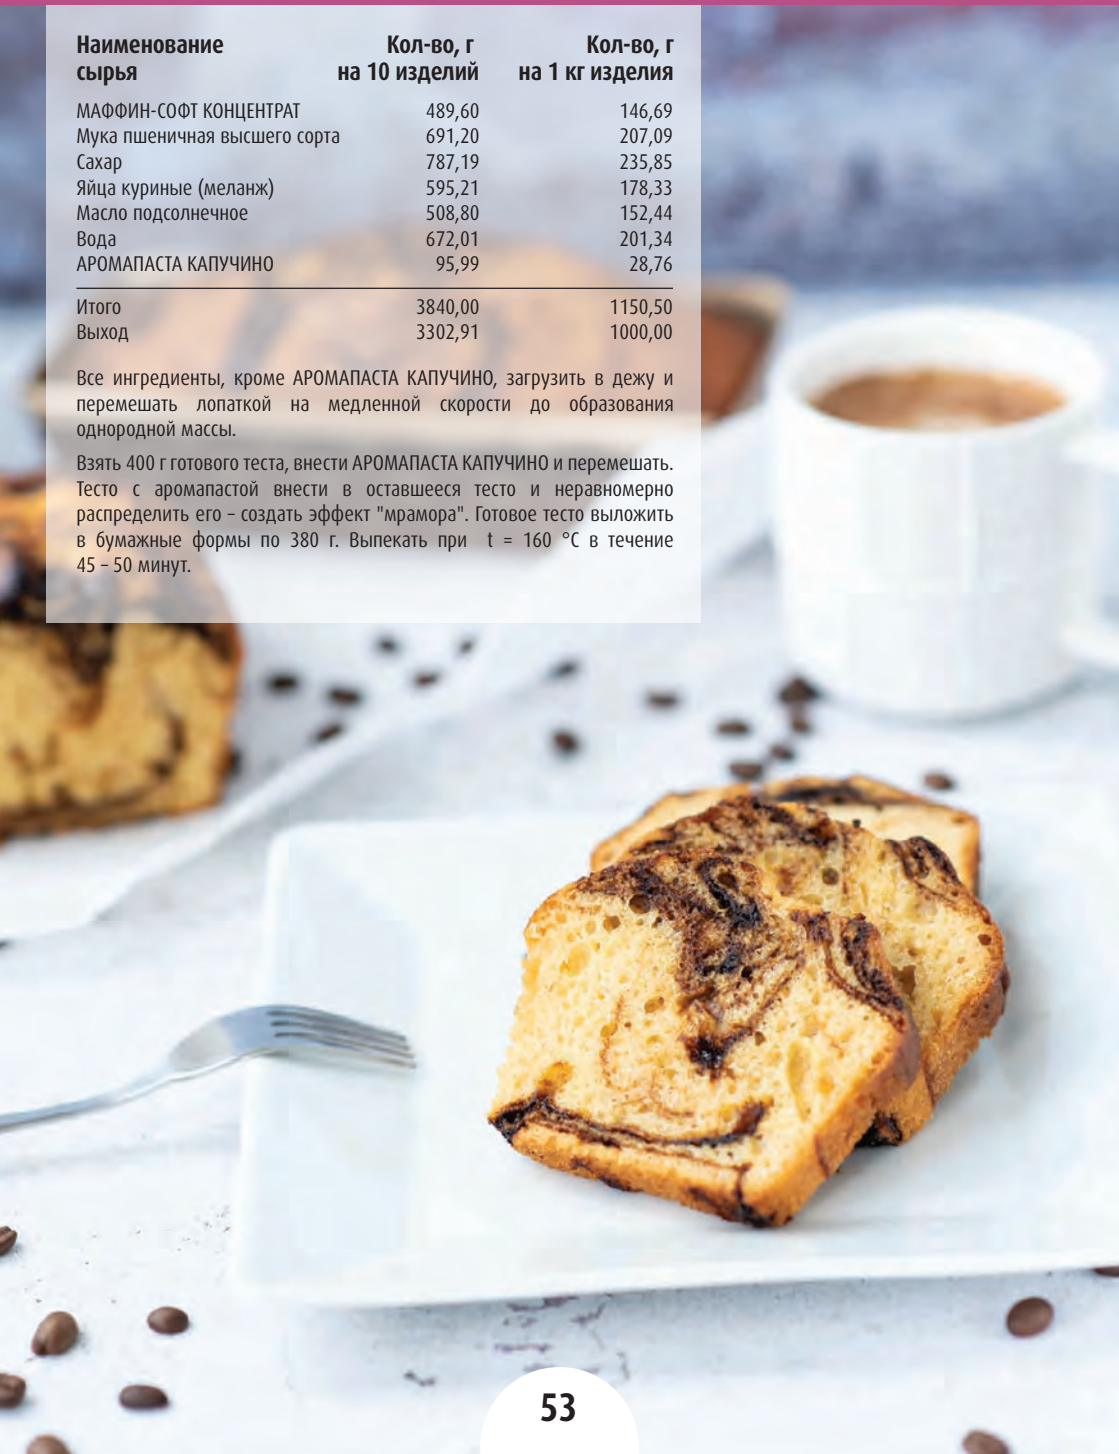 Наименование Кол-во, г Кол-во, г
сырья на 10 изделий на 1 кг изделия
МАФФИН-СОФТ КОНЦЕНТРАТ 489,60 146,69
Мука пшеничная высшего сорта 691,20 207,09
Сахар 787,19 235,85
Яйца куриные (меланж) 595,21 178,33
Масло подсолнечное 508,80 152,44
Вода 672,01 201,34
АРОМАПАСТА КАПУЧИНО 95,99 28,76
Итого 3840,00 1150,50
Выход 3302,91 1000,00
Все ингредиенты, кроме АРОМАПАСТА КАПУЧИНО, загрузить в дежу и
перемешать лопаткой на медленной скорости до образования
однородной массы.
Взять 400 г готового теста, внести АРОМАПАСТА КАПУЧИНО и перемешать.
Тесто с аромапастой внести в оставшееся тесто и неравномерно
распределить его – создать эффект "мрамора". Готовое тесто выложить
в бумажные формы по 380 г. Выпекать при t = 160 °C в течение
45 – 50 минут.
53